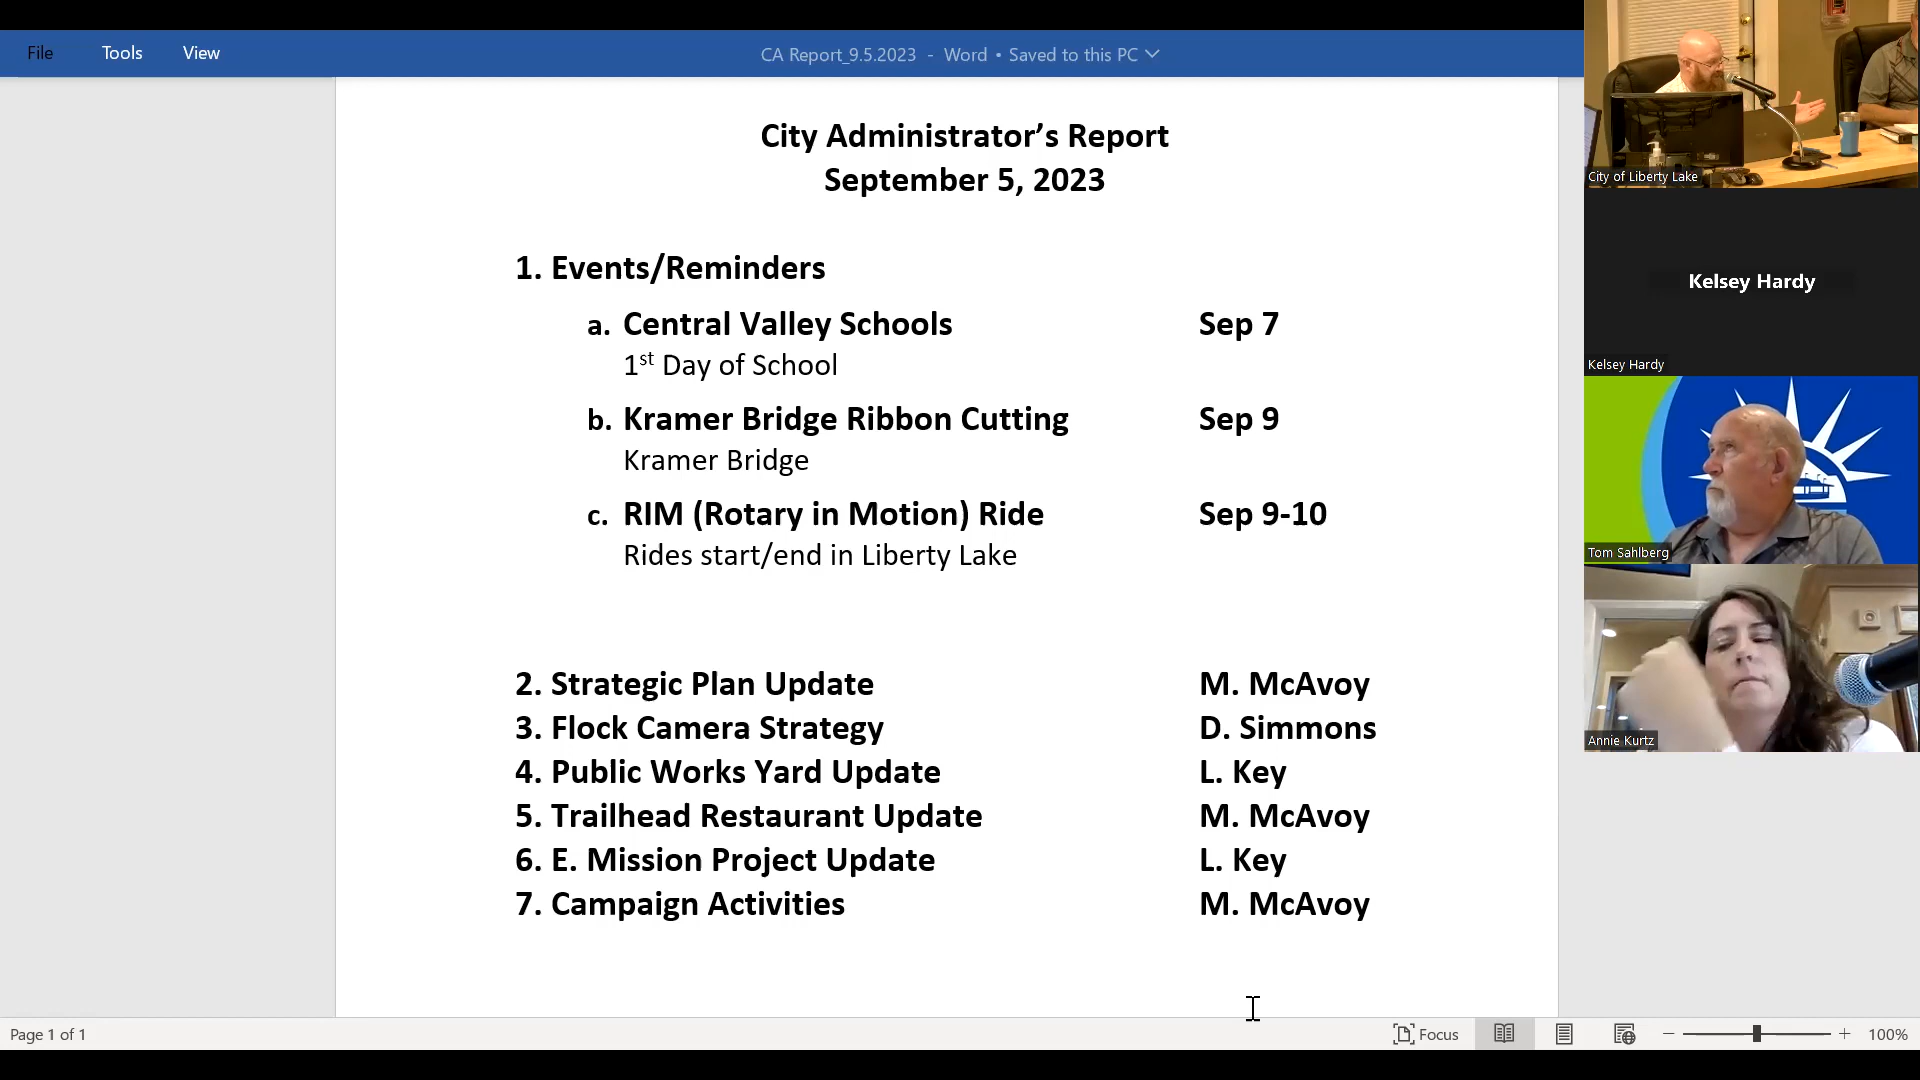 File Tools View CA Report_9.5.2023 - Word • Saved to this PC
City Administrator’s Report
September 5, 2023
1. Events/Reminders
a. Central Valley Schools Sep 7
1st Day of School
b. Kramer Bridge Ribbon Cutting Sep 9
Kramer Bridge
c. RIM (Rotary in Motion) Ride Sep 9-10
Rides start/end in Liberty Lake
2. Strategic Plan Update M. McAvoy
3. Flock Camera Strategy D. Simmons
4. Public Works Yard Update L. Key
5. Trailhead Restaurant Update M. McAvoy
6. E. Mission Project Update L. Key
7. Campaign Activities M. McAvoy
Page 1 of 1 Focus 100%
City of Liberty Lake
Kelsey Hardy
Kelsey Hardy
Tom Sahlberg
Annie Kurtz